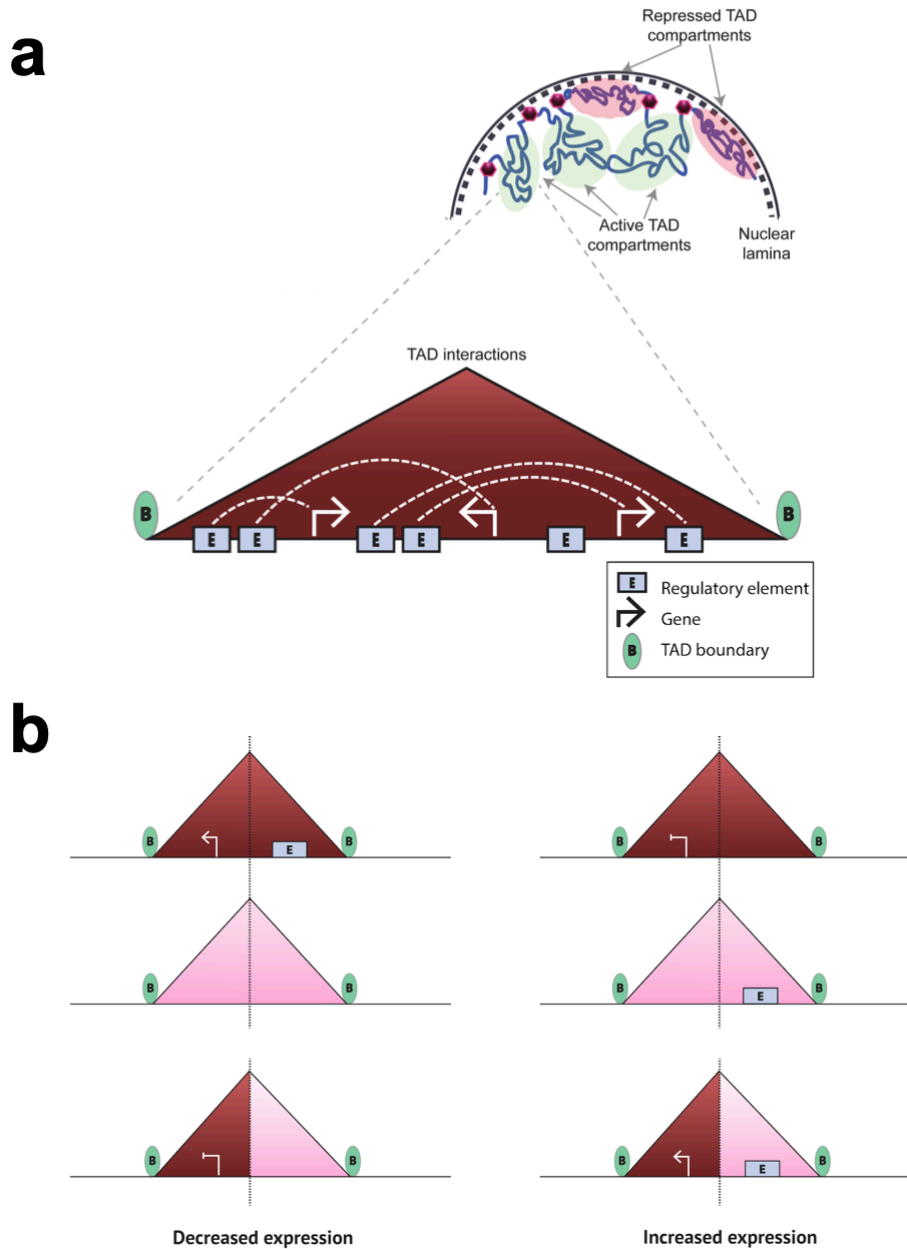 a
Repressed TAD
compartments
Active TAD
compartments
Nuclear
lamina
TAD interactions
B
B
E
E
E
E
E
E
E
Regulatory element
Gene
B
TAD boundary
b
B
E
B
B
B
B
B
B
E
B
B
B
B
E
B
Decreased expression
Increased expression